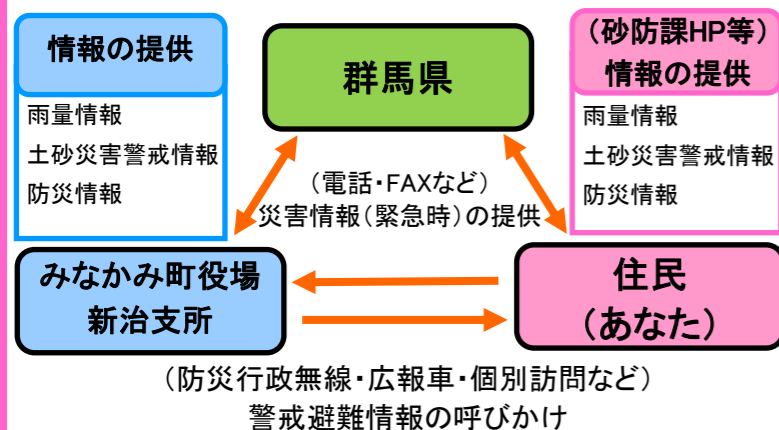 情報の提供
雨量情報
土砂災害警戒情報
防災情報
群馬県
（砂防課HP等）
情報の提供
雨量情報
土砂災害警戒情報
防災情報
（電話・FAXなど）
災害情報（緊急時）の提供
みなかみ町役場
新治支所
住民
（あなた）
（防災行政無線・広報車・個別訪問など）
警戒避難情報の呼びかけ